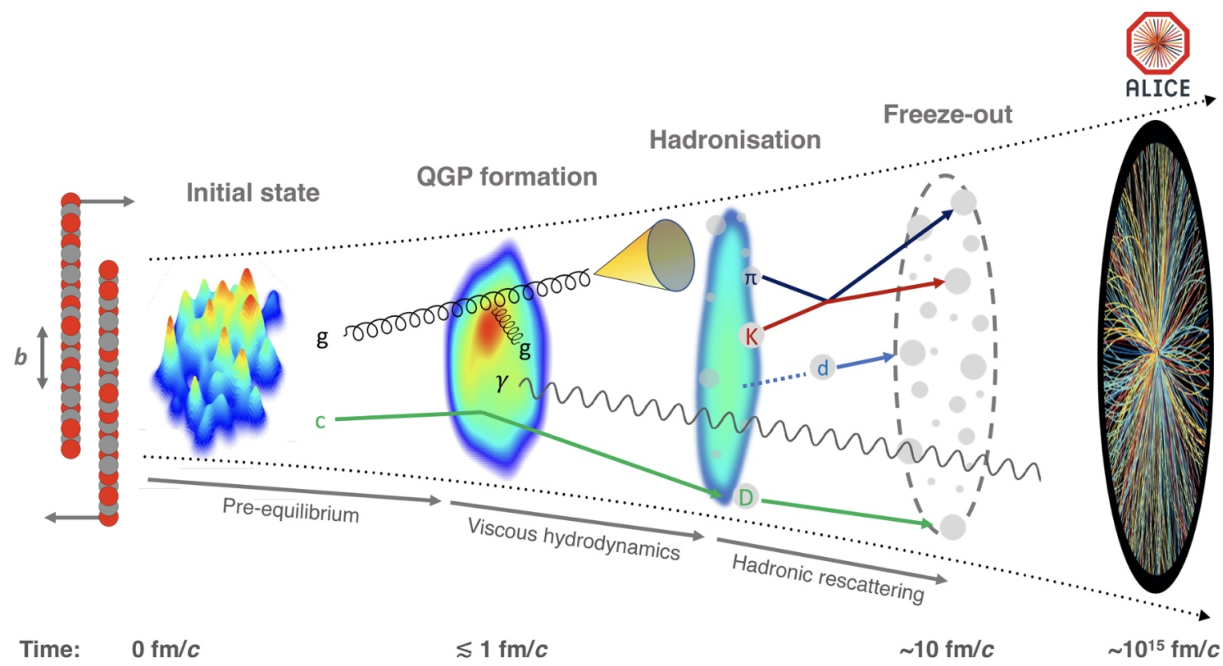 ALICE
Freeze-out
Hadronisation
QGP formation
Initial state
b
g
g
γ
c
π
K
d
D
Pre-equilibrium
Viscous hydrodynamics
Hadronic rescattering
Time: 0 fm/c ≲ 1 fm/c ~10 fm/c ~10¹⁵ fm/c